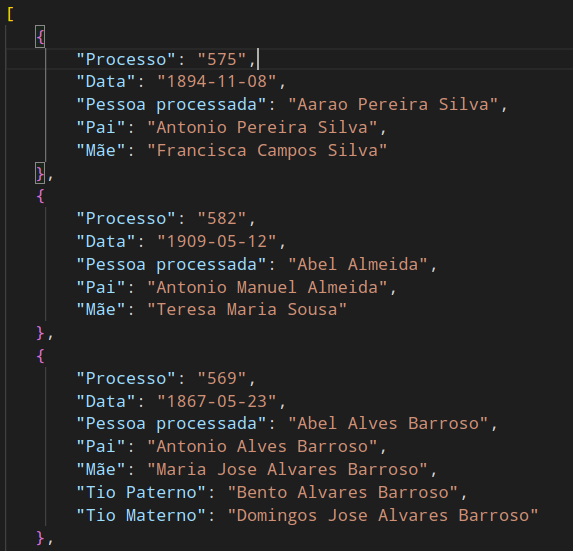 [
{
"Processo": "575",
"Data": "1894-11-08",
"Pessoa processada": "Aarao Pereira Silva",
"Pai": "Antonio Pereira Silva",
"Mãe": "Francisca Campos Silva"
},
{
"Processo": "582",
"Data": "1909-05-12",
"Pessoa processada": "Abel Almeida",
"Pai": "Antonio Manuel Almeida",
"Mãe": "Teresa Maria Sousa"
},
{
"Processo": "569",
"Data": "1867-05-23",
"Pessoa processada": "Abel Alves Barroso",
"Pai": "Antonio Alves Barroso",
"Mãe": "Maria Jose Alvares Barroso",
"Tio Paterno": "Bento Alvares Barroso",
"Tio Materno": "Domingos Jose Alvares Barroso"
},